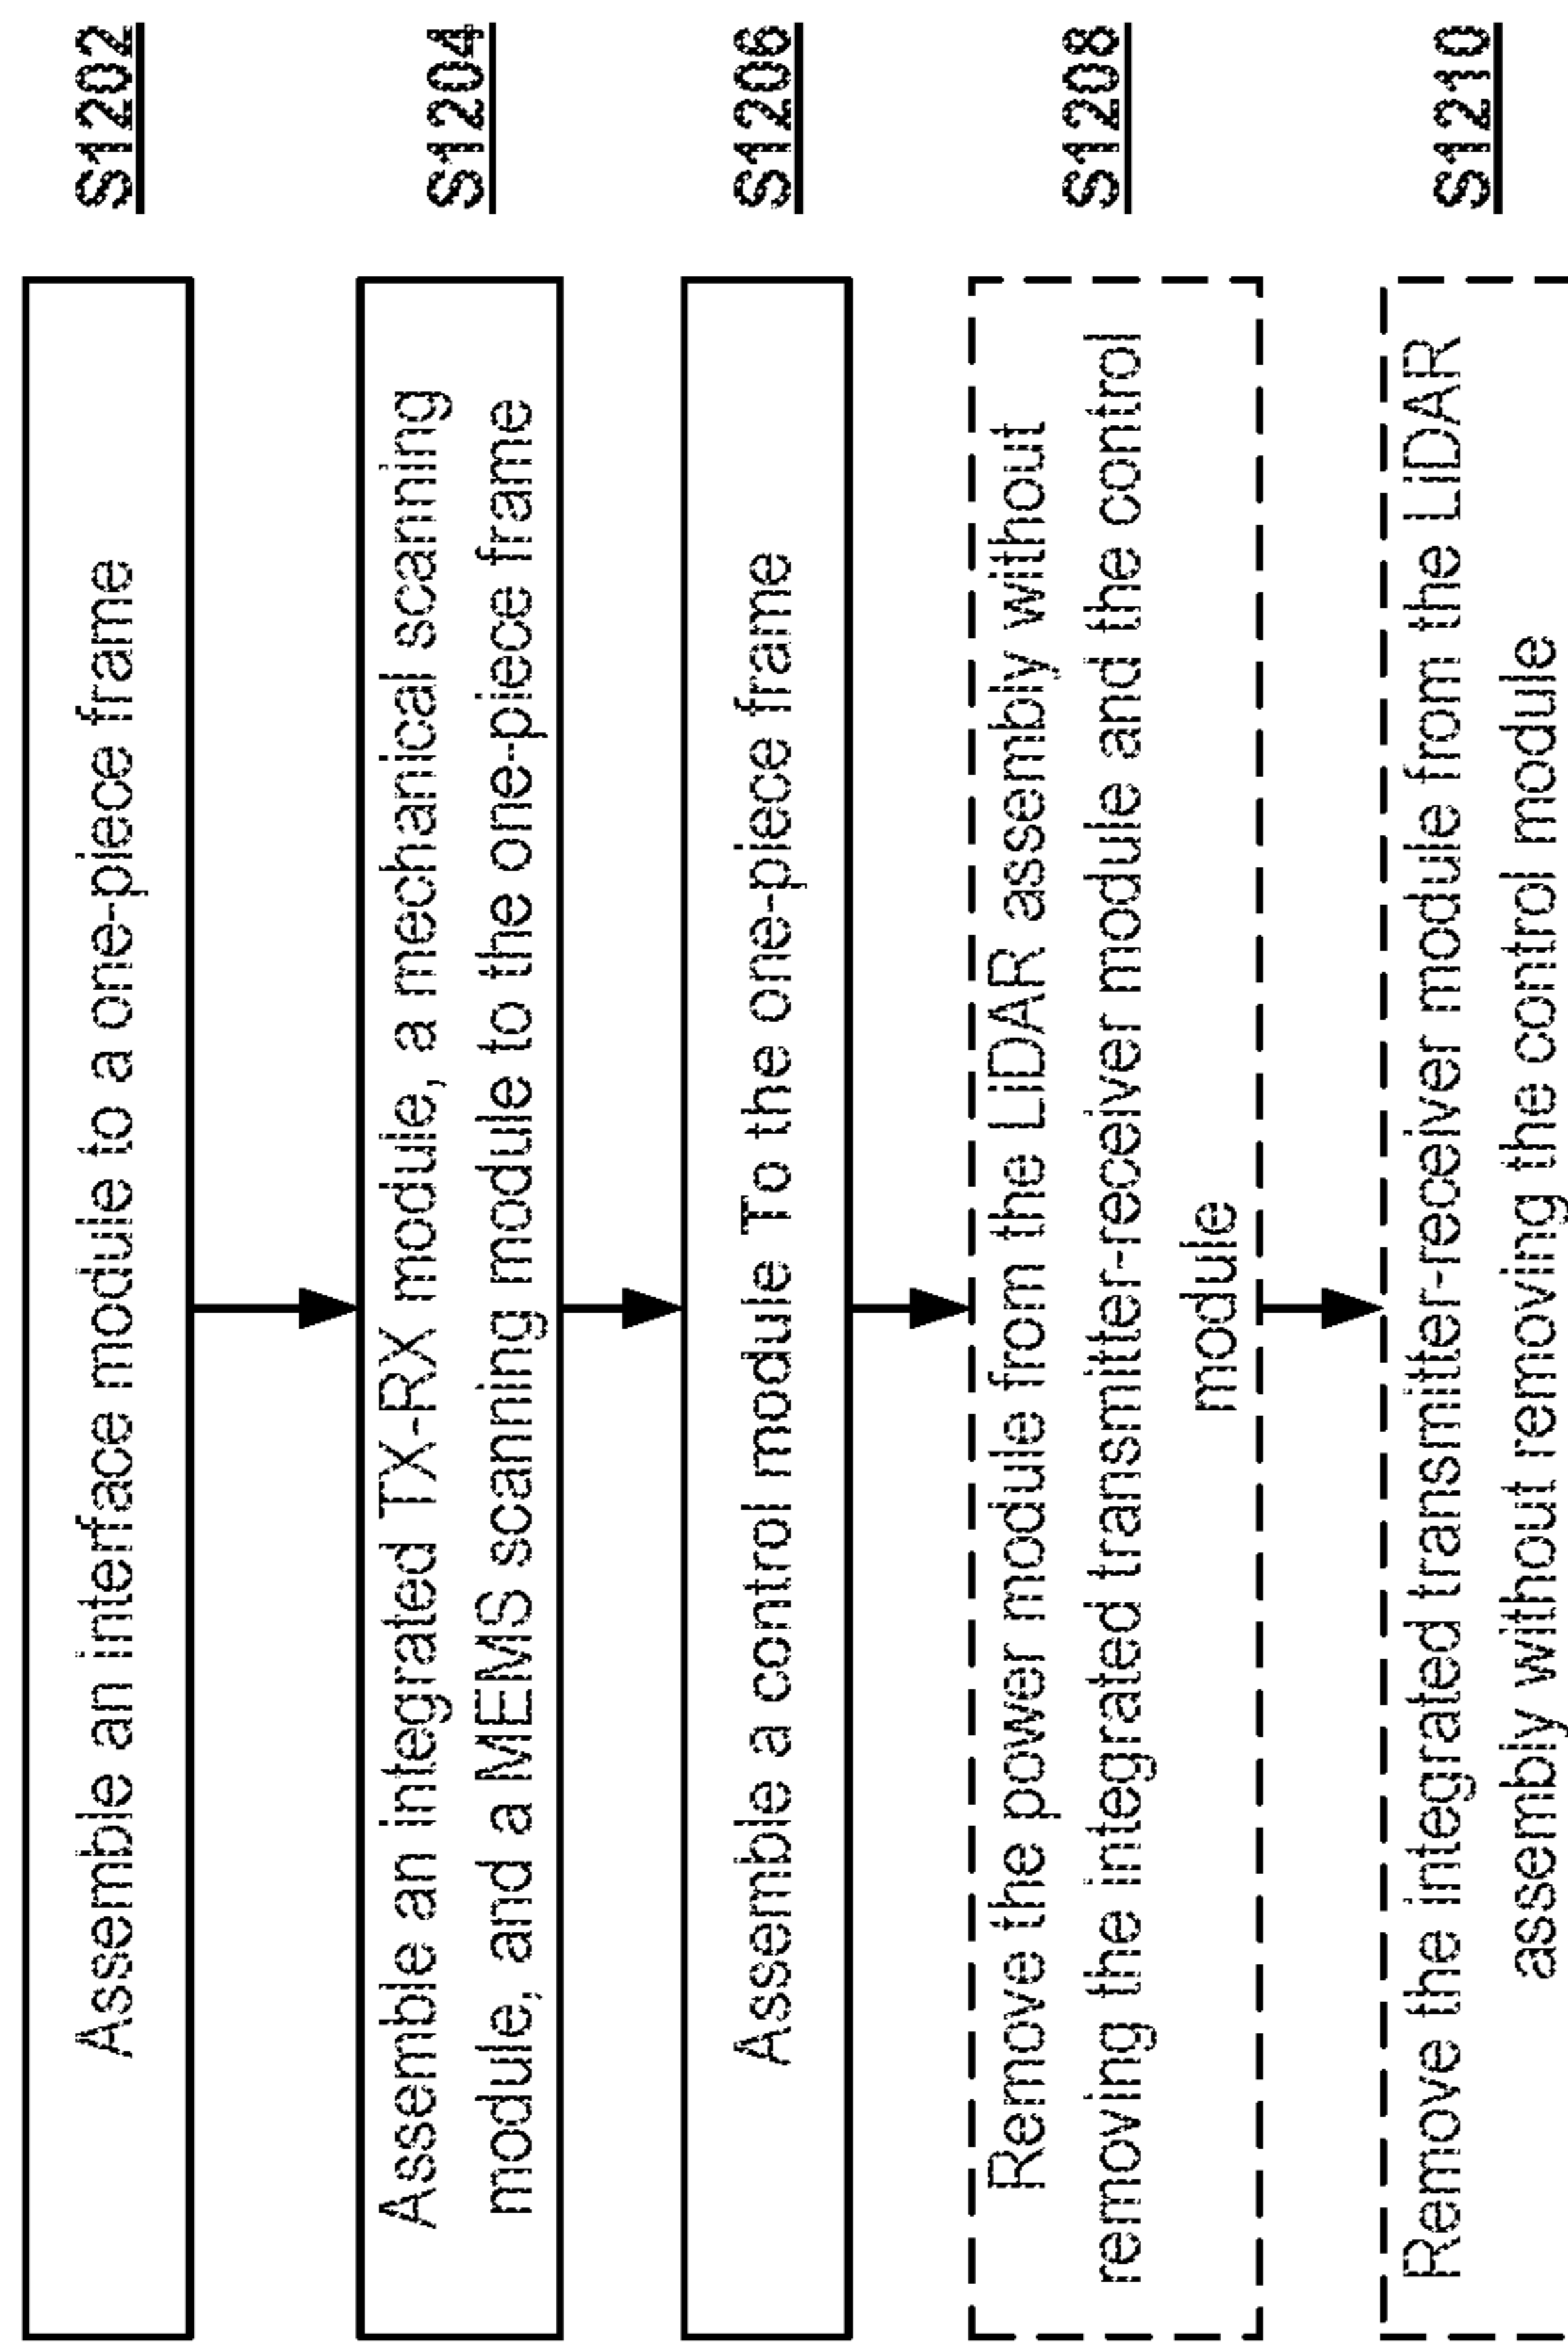 Assemble an interface module to a one-piece frame
S1202
Assemble an integrated TX-RX module, a mechanical scanning
module, and a MEMS scanning module to the one-piece frame
S1204
Assemble a control module To the one-piece frame
S1206
Remove the power module from the LiDAR assembly without
removing the integrated transmitter-receiver module and the control
module
S1208
Remove the integrated transmitter-receiver module from the LiDAR
assembly without removing the control module
S1210